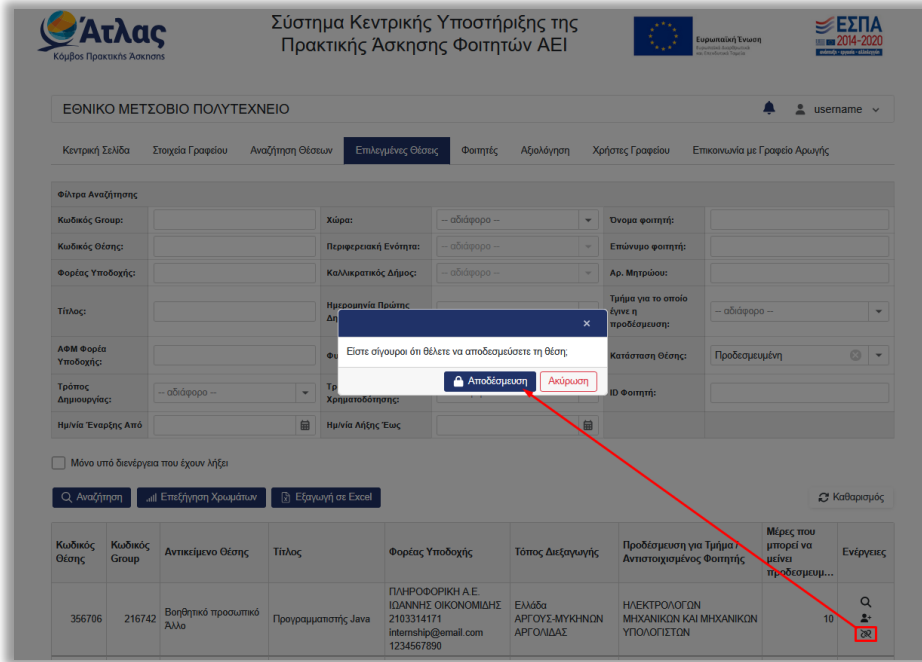 Άτλας
Κόμβος Πρακτικής Άσκησης
Σύστημα Κεντρικής Υποστήριξης της
Πρακτικής Άσκησης Φοιτητών ΑΕΙ
Ευρωπαϊκή Ένωση
ΕΣΠΑ
2014-2020
ΕΘΝΙΚΟ ΜΕΤΣΟΒΙΟ ΠΟΛΥΤΕΧΝΕΙΟ
username
Κεντρική Σελίδα Στοιχεία Γραφείου Αναζήτηση Θέσεων Επιλεγμένες Θέσεις Φοιτητές Αξιολόγηση Χρήστες Γραφείου Επικοινωνία με Γραφείο Αρωγής
Φίλτρα Αναζήτησης
Κωδικός Group: Χώρα: -- αδιάφορο -- Όνομα φοιτητή:
Κωδικός Θέσης: Περιφερειακή Ενότητα: -- αδιάφορο -- Επώνυμο φοιτητή:
Φορέας Υποδοχής: Καλλικρατικός Δήμος: -- αδιάφορο -- Αρ. Μητρώου:
Τίτλος: Ημερομηνία Πρώτης
Τμήμα για το οποίο
έγινε η
προδέσμευση: -- αδιάφορο --
Είστε σίγουροι ότι θέλετε να αποδεσμεύσετε τη θέση;
Αποδέσμευση Ακύρωση
ΑΦΜ Φορέα
Υποδοχής: Κατάσταση Θέσης: Προδεσμευμένη
Τρόπος
Δημιουργίας: -- αδιάφορο -- Χρηματοδότησης: ID Φοιτητή:
Ημ/νία Έναρξης Από Ημ/νία Λήξης Έως
Μόνο υπό διενέργεια που έχουν λήξει
Αναζήτηση Επεξήγηση Χρωμάτων Εξαγωγή σε Excel Καθαρισμός
Κωδικός
Θέσης
Κωδικός
Group
Αντικείμενο Θέσης
Τίτλος
Φορέας Υποδοχής
Τόπος Διεξαγωγής
Προδέσμευση για Τμήμα /
Αντιστοιχισμένος Φοιτητής
Μέρες που
μπορεί να
μείνει
προδεσμευμ...
Ενέργειες
356706
216742
Βοηθητικό προσωπικό
Άλλο
Προγραμματιστής Java
ΠΛΗΡΟΦΟΡΙΚΗ Α.Ε.
ΙΩΑΝΝΗΣ ΟΙΚΟΝΟΜΙΔΗΣ
2103314171
internship@email.com
1234567890
Ελλάδα
ΑΡΓΟΥΣ-ΜΥΚΗΝΩΝ
ΑΡΓΟΛΙΔΑΣ
ΗΛΕΚΤΡΟΛΟΓΩΝ
ΜΗΧΑΝΙΚΩΝ ΚΑΙ ΜΗΧΑΝΙΚΩΝ
ΥΠΟΛΟΓΙΣΤΩΝ
10